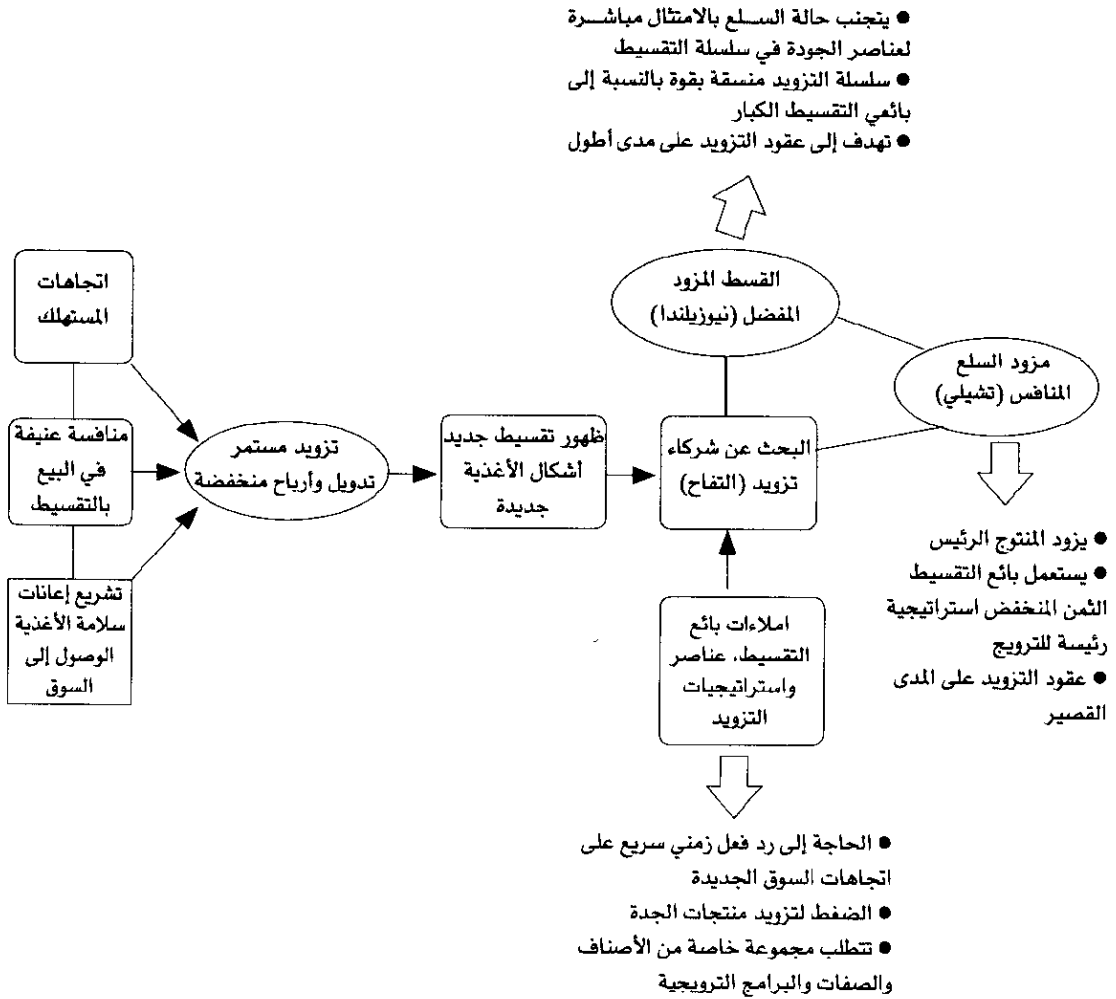 ● يتجنب حالة السلع بالامتثال مباشرة
لعناصر الجودة في سلسلة التقسيط
● سلسلة التزويد منسقة بقوة بالنسبة إلى
بائعي التقسيط الكبار
● تهدف إلى عقود التزويد على مدى أطول
القسط المزود
المفضل (نيوزيلندا)
مزود السلع
المنافس (تشيلي)
اتجاهات
المستهلك
منافسة عنيفة
في البيع
بالتقسيط
تشريع إعانات
سلامة الأغذية
الوصول إلى
السوق
تزويد مستمر
تدويل وأرباح منخفضة
ظهور تقسيط جديد
أشكال الأغذية
جديدة
البحث عن شركاء
تزويد (التفاح)
املاءات بائع
التقسيط، عناصر
واستراتيجيات
التزويد
● يزود المنتوج الرئيس
● يستعمل بائع التقسيط
الثمن المنخفض استراتيجية
رئيسة للترويج
● عقود التزويد على المدى
القصير
● الحاجة إلى رد فعل زمني سريع على
اتجاهات السوق الجديدة
● الضغط لتزويد منتجات الجدة
● تتطلب مجموعة خاصة من الأصناف
والصفات والبرامج الترويجية